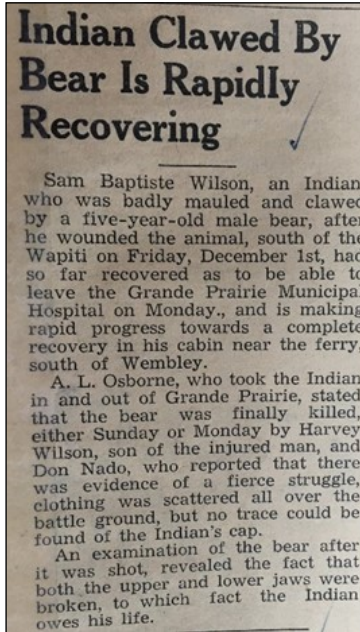 Indian Clawed By
Bear Is Rapidly
Recovering
Sam Baptiste Wilson, an Indian
who was badly mauled and clawed
by a five-year-old male bear, after
he wounded the animal, south of the
Wapiti on Friday, December 1st, had
so far recovered as to be able to
leave the Grande Prairie Municipal
Hospital on Monday., and is making
rapid progress towards a complete
recovery in his cabin near the ferry,
south of Wembley.
A. L. Osborne, who took the Indian
in and out of Grande Prairie, stated
that the bear was finally killed,
either Sunday or Monday by Harvey
Wilson, son of the injured man, and
Don Nado, who reported that there
was evidence of a fierce struggle,
clothing was scattered all over the
battle ground, but no trace could be
found of the Indian's cap.
An examination of the bear after
it was shot, revealed the fact that
both the upper and lower jaws were
broken, to which fact the Indian
owes his life.